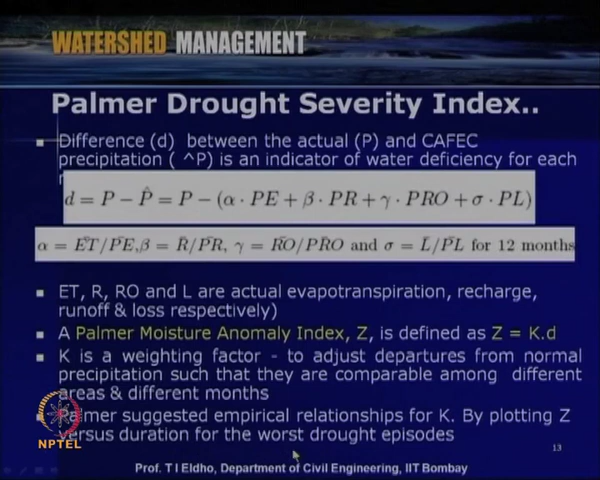 WATERSHED MANAGEMENT
Palmer Drought Severity Index..
Difference (d) between the actual (P) and CAFEC
precipitation ( ^P) is an indicator of water deficiency for each
d = P − P̂ = P − (α · PE + β · PR + γ · PRO + σ · PL)
α = ĒT/P̄E,β = R̄/P̄R, γ = R̄O/PRO and σ = L̄/P̄L for 12 months
ET, R, RO and L are actual evapotranspiration, recharge,
runoff & loss respectively)
A Palmer Moisture Anomaly Index, Z, is defined as Z = K.d
K is a weighting factor - to adjust departures from normal
precipitation such that they are comparable among different
areas & different months
Palmer suggested empirical relationships for K. By plotting Z
versus duration for the worst drought episodes
NPTEL
13
Prof. T I Eldho, Department of Civil Engineering, IIT Bombay